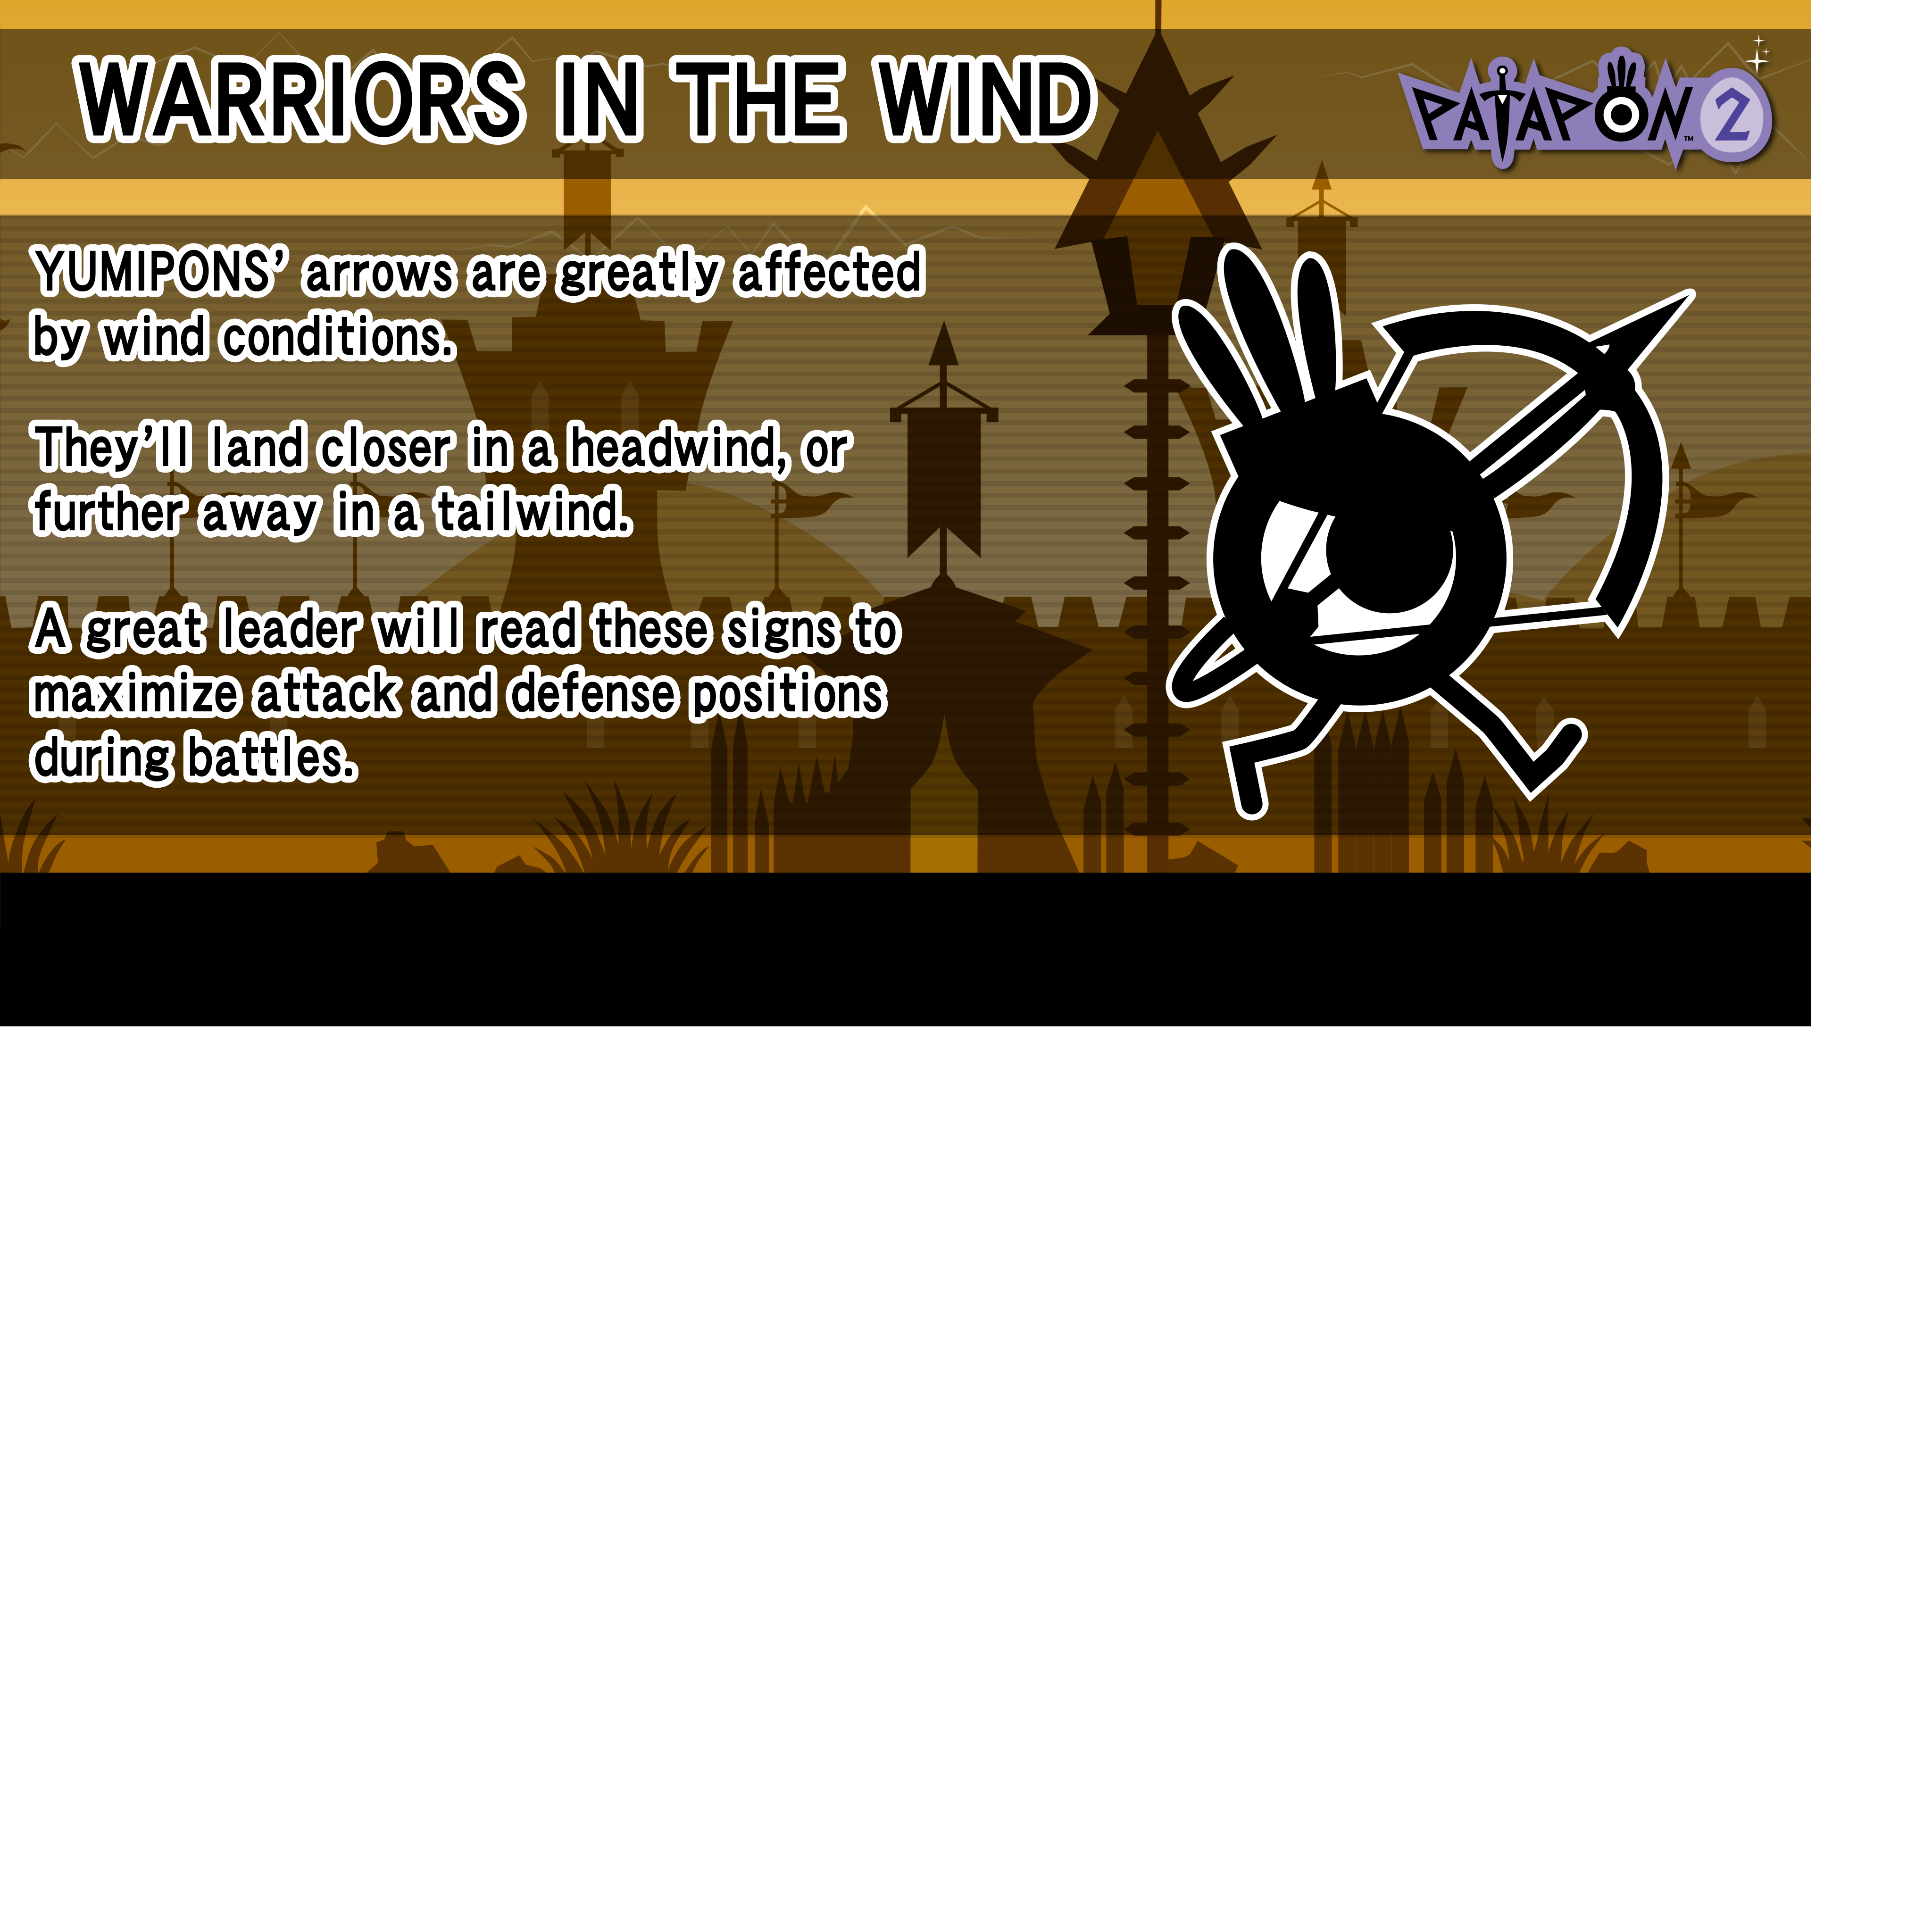 WARRIORS IN THE WIND
PATAPON 2
™
YUMIPONS’ arrows are greatly affected
by wind conditions.
They’ll land closer in a headwind, or
further away in a tailwind.
A great leader will read these signs to
maximize attack and defense positions
during battles.